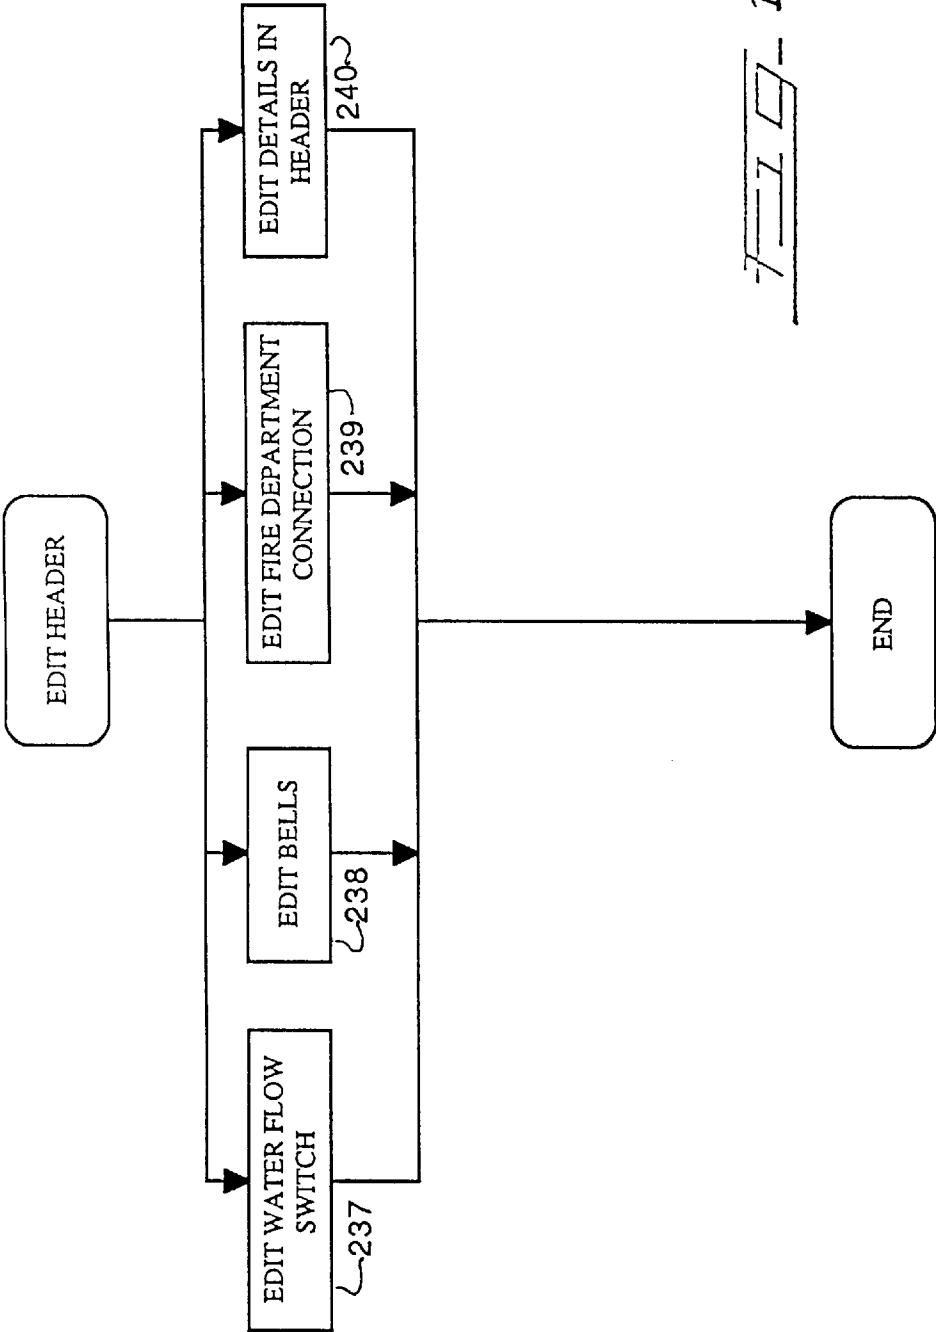 EDIT HEADER
EDIT WATER FLOW
SWITCH
237
EDIT BELLS
238
EDIT FIRE DEPARTMENT
CONNECTION
239
EDIT DETAILS IN
HEADER
240
END